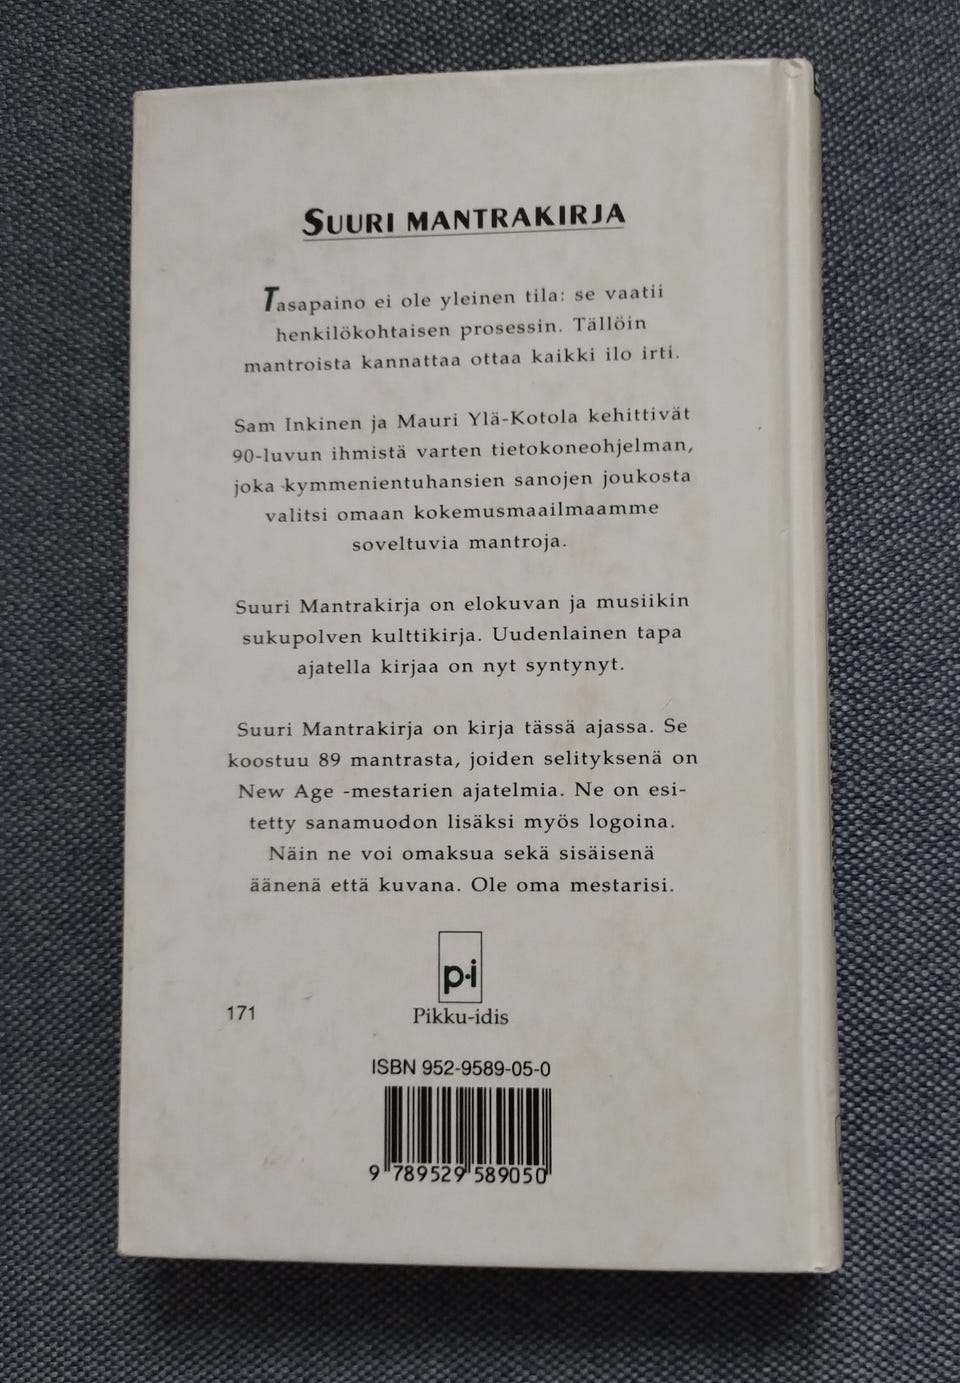 SUURI MANTRAKIRJA
Tasapaino ei ole yleinen tila: se vaatii
henkilökohtaisen prosessin. Tällöin
mantroista kannattaa ottaa kaikki ilo irti.
Sam Inkinen ja Mauri Ylä-Kotola kehittivät
90-luvun ihmistä varten tietokoneohjelman,
joka kymmenientuhansien sanojen joukosta
valitsi omaan kokemusmaailmaamme
soveltuvia mantroja.
Suuri Mantrakirja on elokuvan ja musiikin
sukupolven kulttikirja. Uudenlainen tapa
ajatella kirjaa on nyt syntynyt.
Suuri Mantrakirja on kirja tässä ajassa. Se
koostuu 89 mantrasta, joiden selityksenä on
New Age -mestarien ajatelmia. Ne on esi-
tetty sanamuodon lisäksi myös logoina.
Näin ne voi omaksua sekä sisäisenä
äänenä että kuvana. Ole oma mestarisi.
p-i
Pikku-idis
171
ISBN 952-9589-05-0
9 789529 589050